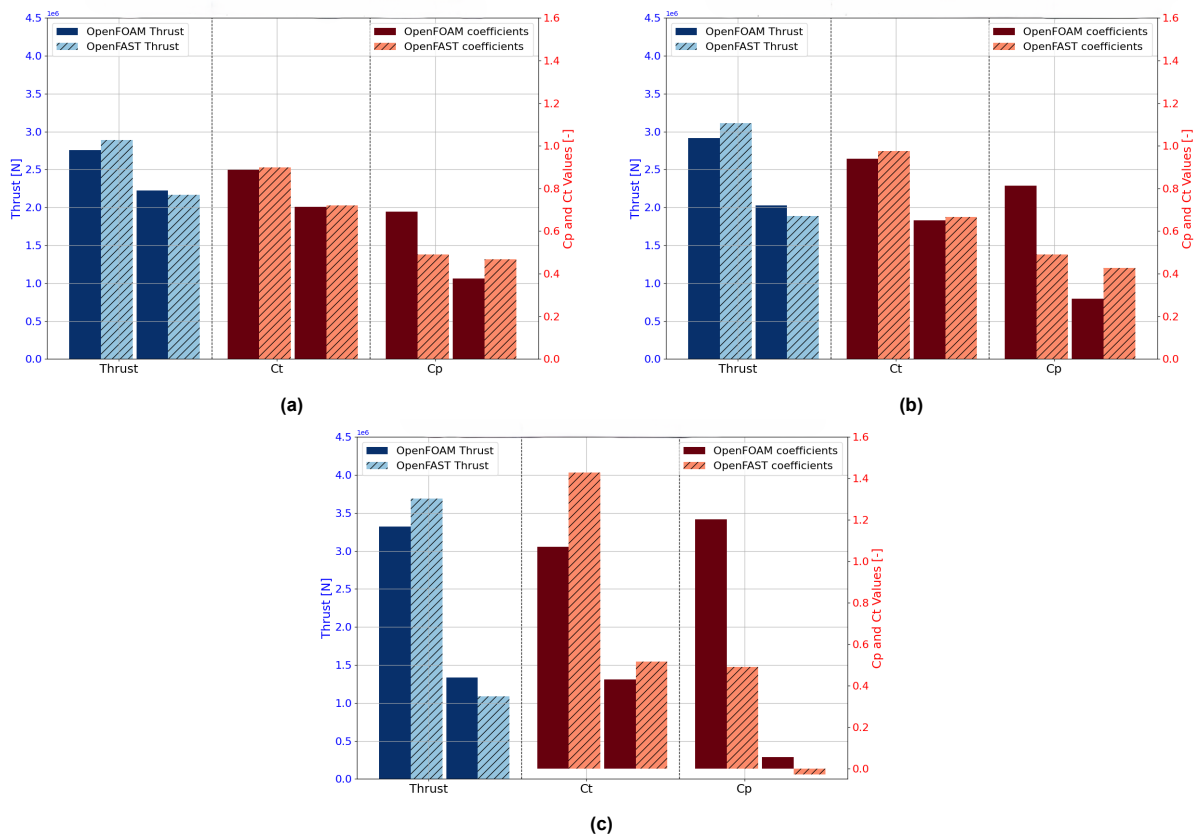 4.5 1e6 1.6
OpenFOAM Thrust OpenFOAM coefficients
OpenFAST Thrust OpenFAST coefficients
4.0 1.4
3.5 1.2
3.0 1.0
2.5 0.8
2.0
1.5 0.6
1.0 0.4
0.5 0.2
0.0 0.0
Thrust [N]
Cp and Ct Values [-]
Thrust Ct Cp
(a)
4.5 1e6 1.6
OpenFOAM Thrust OpenFOAM coefficients
OpenFAST Thrust OpenFAST coefficients
4.0 1.4
3.5 1.2
3.0 1.0
2.5 0.8
2.0
1.5 0.6
1.0 0.4
0.5 0.2
0.0 0.0
Thrust [N]
Cp and Ct Values [-]
Thrust Ct Cp
(b)
4.5 1e6 1.6
OpenFOAM Thrust OpenFOAM coefficients
OpenFAST Thrust OpenFAST coefficients
4.0 1.4
3.5 1.2
3.0 1.0
2.5 0.8
2.0 0.6
1.5 0.4
1.0 0.2
0.5 0.0
0.0
Thrust [N]
Cp and Ct Values [-]
Thrust Ct Cp
(c)